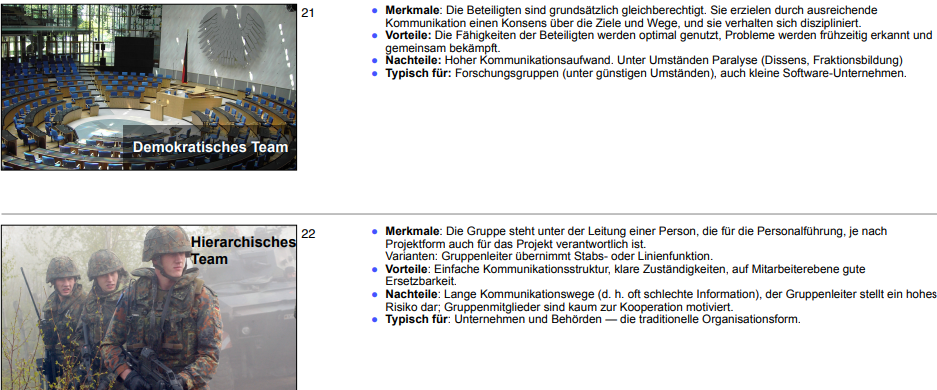 21
Demokratisches Team
● Merkmale: Die Beteiligten sind grundsätzlich gleichberechtigt. Sie erzielen durch ausreichende
Kommunikation einen Konsens über die Ziele und Wege, und sie verhalten sich diszipliniert.
● Vorteile: Die Fähigkeiten der Beteiligten werden optimal genutzt, Probleme werden frühzeitig erkannt und
gemeinsam bekämpft.
● Nachteile: Hoher Kommunikationsaufwand. Unter Umständen Paralyse (Dissens, Fraktionsbildung)
● Typisch für: Forschungsgruppen (unter günstigen Umständen), auch kleine Software-Unternehmen.
22
Hierarchisches
Team
● Merkmale: Die Gruppe steht unter der Leitung einer Person, die für die Personalführung, je nach
Projektform auch für das Projekt verantwortlich ist.
Varianten: Gruppenleiter übernimmt Stabs- oder Linienfunktion.
● Vorteile: Einfache Kommunikationsstruktur, klare Zuständigkeiten, auf Mitarbeiterebene gute
Ersetzbarkeit.
● Nachteile: Lange Kommunikationswege (d. h. oft schlechte Information), der Gruppenleiter stellt ein hohes
Risiko dar; Gruppenmitglieder sind kaum zur Kooperation motiviert.
● Typisch für: Unternehmen und Behörden — die traditionelle Organisationsform.